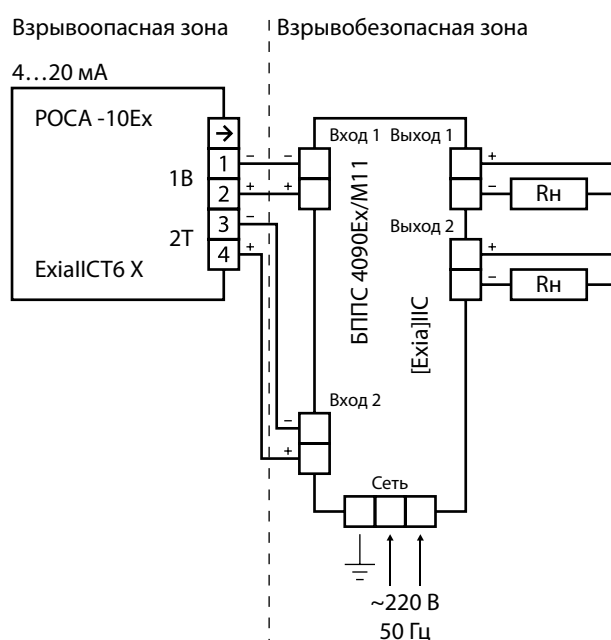 Взрывоопасная зона
Взрывобезопасная зона
4...20 мА
РОСА -10Ex
→
1
2
3
4
1В
2Т
ExiaIICT6 X
–
+
–
+
–
+
Вход 1
Выход 1
+
–
Rн
Выход 2
+
–
Rн
БППС 4090Ex/М11
[Exia]IIC
Вход 2
–
+
Сеть
~220 В
50 Гц